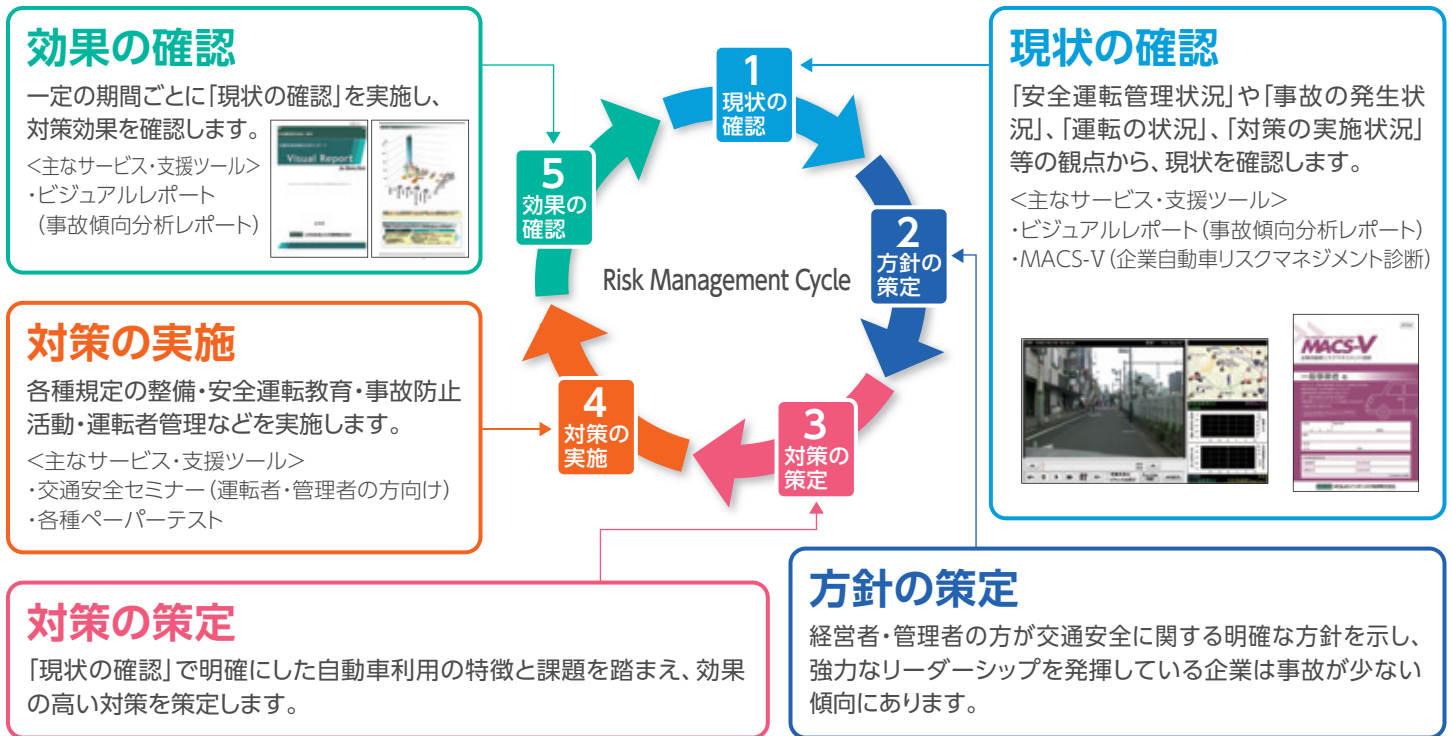 効果の確認
一定の期間ごとに「現状の確認」を実施し、
対策効果を確認します。
<主なサービス・支援ツール>
・ビジュアルレポート
（事故傾向分析レポート）
Visual Report
対策の実施
各種規定の整備・安全運転教育・事故防止
活動・運転者管理などを実施します。
<主なサービス・支援ツール>
・交通安全セミナー（運転者・管理者の方向け）
・各種ペーパーテスト
1
現状の
確認
2
方針の
策定
3
対策の
策定
4
対策の
実施
5
効果の
確認
Risk Management Cycle
現状の確認
「安全運転管理状況」や「事故の発生状
況」、「運転の状況」、「対策の実施状況」
等の観点から、現状を確認します。
<主なサービス・支援ツール>
・ビジュアルレポート（事故傾向分析レポート）
・MACS-V（企業自動車リスクマネジメント診断）
MACS-V
対策の策定
「現状の確認」で明確にした自動車利用の特徴と課題を踏まえ、効果
の高い対策を策定します。
方針の策定
経営者・管理者の方が交通安全に関する明確な方針を示し、
強力なリーダーシップを発揮している企業は事故が少ない
傾向にあります。